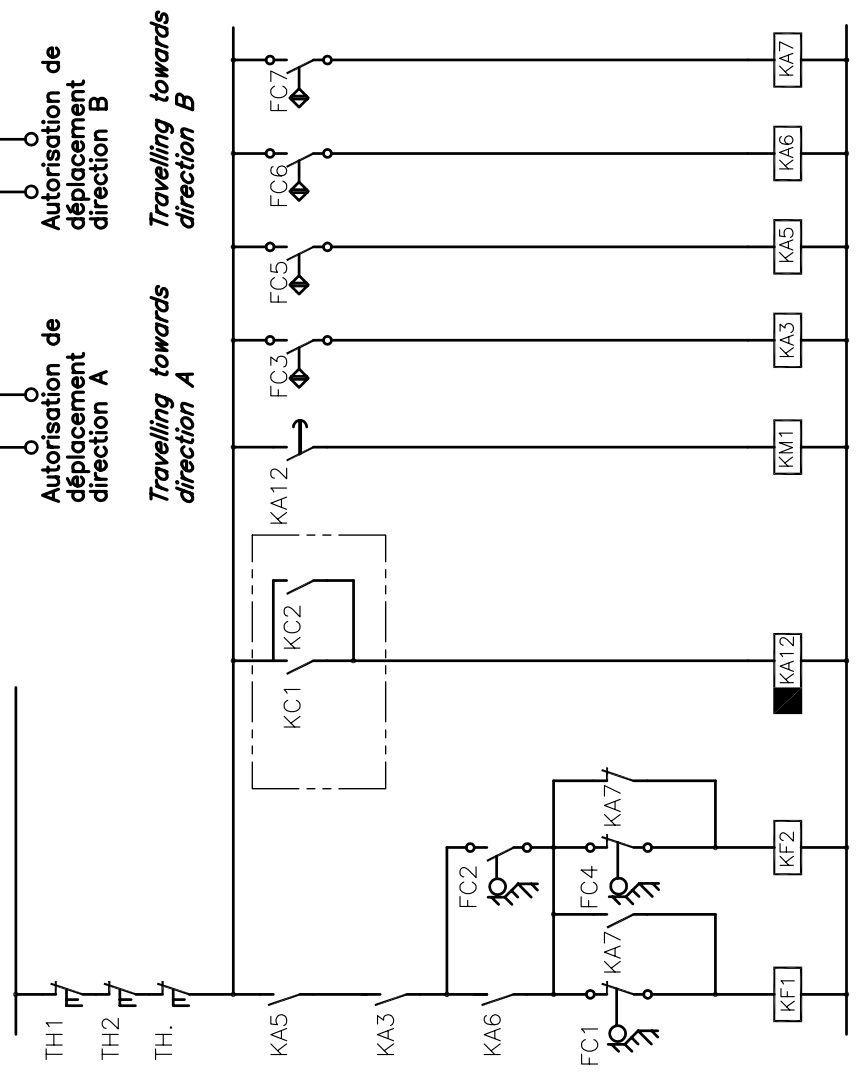 Autorisation de
déplacement
direction A
Travelling towards
direction A
Autorisation de
déplacement
direction B
Travelling towards
direction B
TH1
TH2
TH.
KA5
KA3
KA6
FC1
KA7
KF1
FC2
FC4
KA7
KF2
KC1
KC2
KA12
KA12
KM1
FC3
KA3
FC5
KA5
FC6
KA6
FC7
KA7